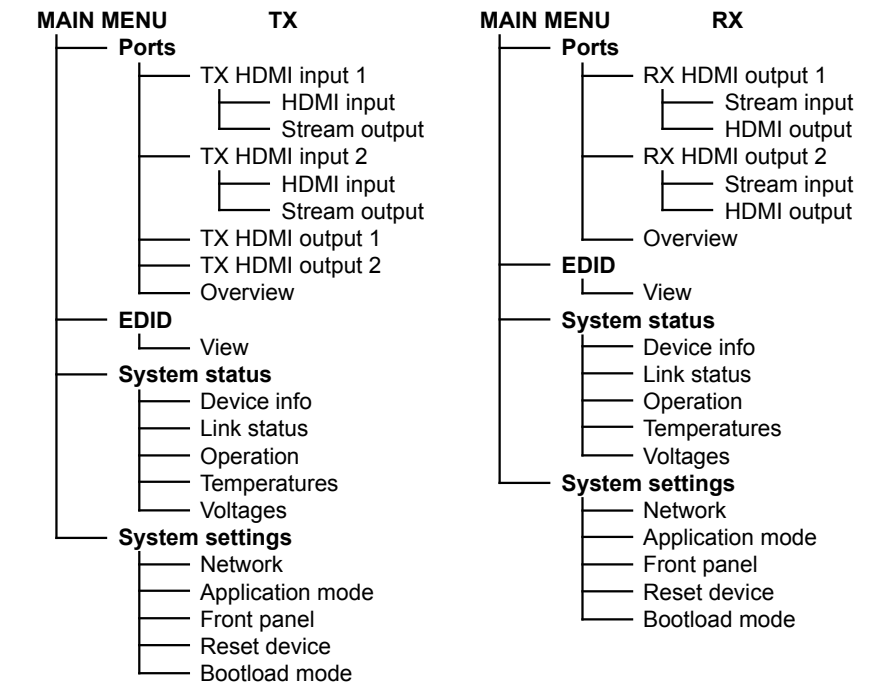 MAIN MENU TX
Ports
TX HDMI input 1
HDMI input
Stream output
TX HDMI input 2
HDMI input
Stream output
TX HDMI output 1
TX HDMI output 2
Overview
EDID
View
System status
Device info
Link status
Operation
Temperatures
Voltages
System settings
Network
Application mode
Front panel
Reset device
Bootload mode
MAIN MENU RX
Ports
RX HDMI output 1
Stream input
HDMI output
RX HDMI output 2
Stream input
HDMI output
Overview
EDID
View
System status
Device info
Link status
Operation
Temperatures
Voltages
System settings
Network
Application mode
Front panel
Reset device
Bootload mode